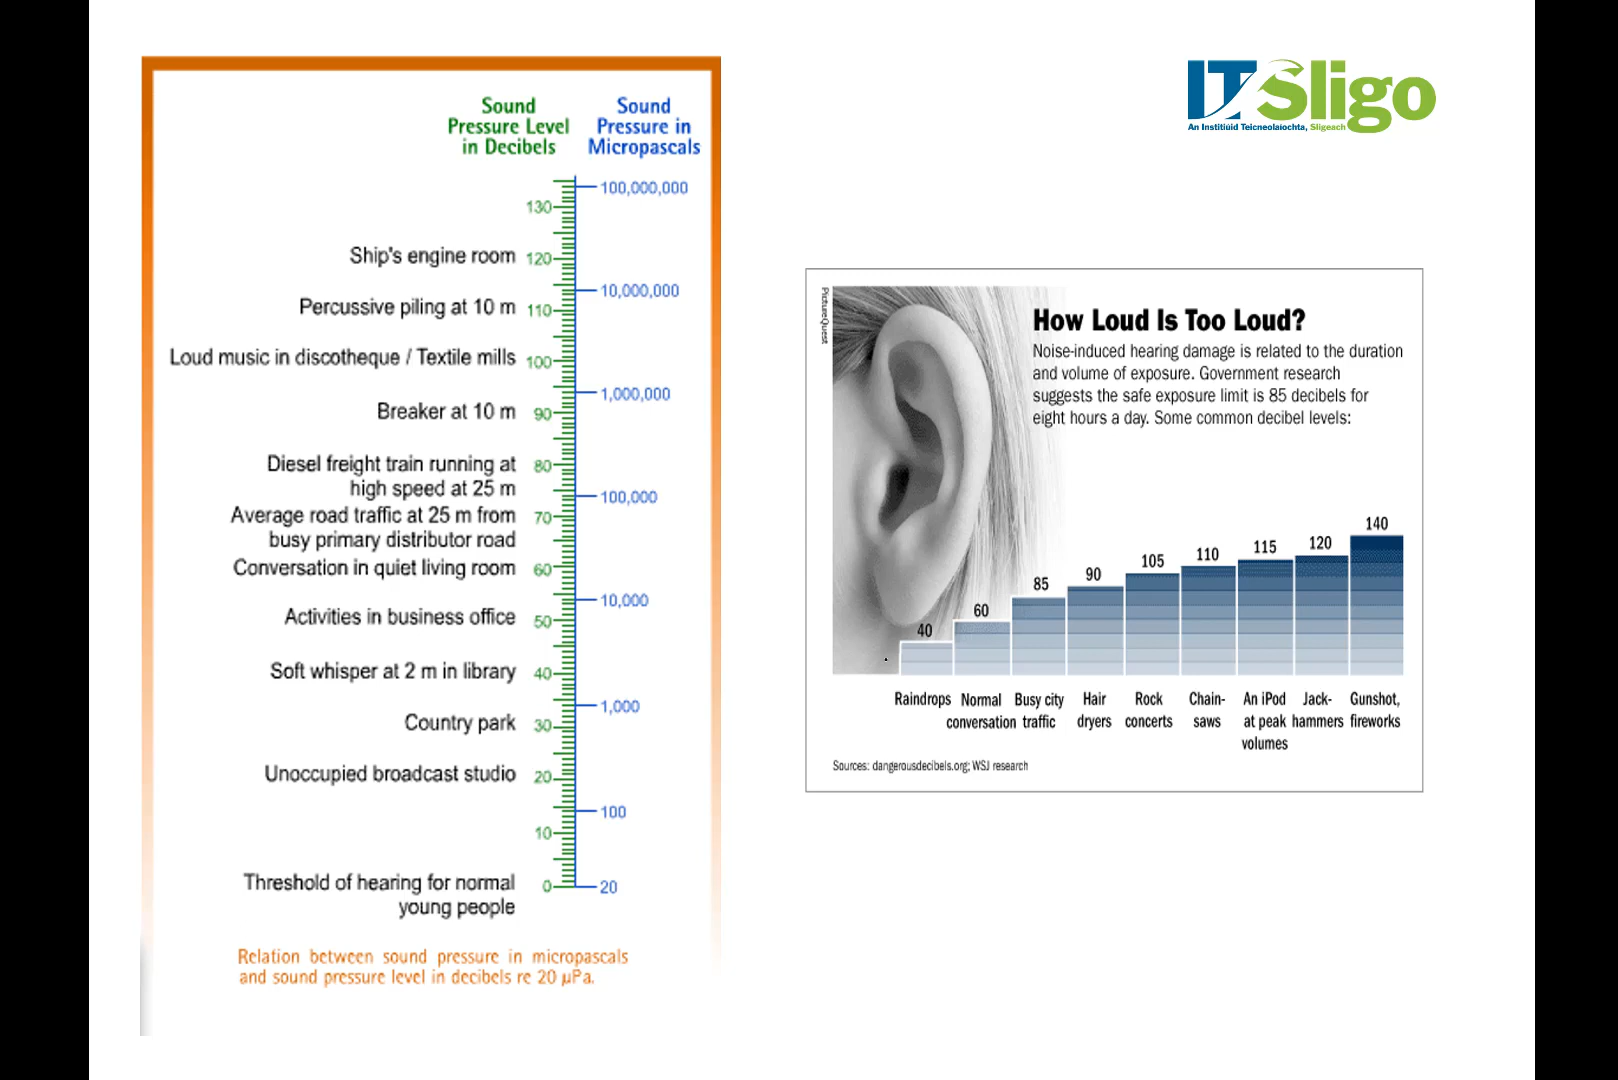 Sound
Pressure Level
in Decibels
Sound
Pressure in
Micropascals
100,000,000
130
Ship's engine room 120
10,000,000
Percussive piling at 10 m 110
Loud music in discotheque / Textile mills 100
1,000,000
Breaker at 10 m 90
Diesel freight train running at 80
high speed at 25 m
100,000
Average road traffic at 25 m from 70
busy primary distributor road
Conversation in quiet living room 60
10,000
Activities in business office 50
Soft whisper at 2 m in library 40
1,000
Country park 30
Unoccupied broadcast studio 20
100
10
Threshold of hearing for normal 0 20
young people
Relation between sound pressure in micropascals
and sound pressure level in decibels re 20 µPa.
IT Sligo
An Institiúid Teicneolaíochta, Sligeach
PictureQuest
How Loud Is Too Loud?
Noise-induced hearing damage is related to the duration
and volume of exposure. Government research
suggests the safe exposure limit is 85 decibels for
eight hours a day. Some common decibel levels:
40 60 85 90 105 110 115 120 140
Raindrops Normal Busy city Hair Rock Chain- An iPod Jack- Gunshot,
conversation traffic dryers concerts saws at peak hammers fireworks
volumes
Sources: dangerousdecibels.org; WSJ research